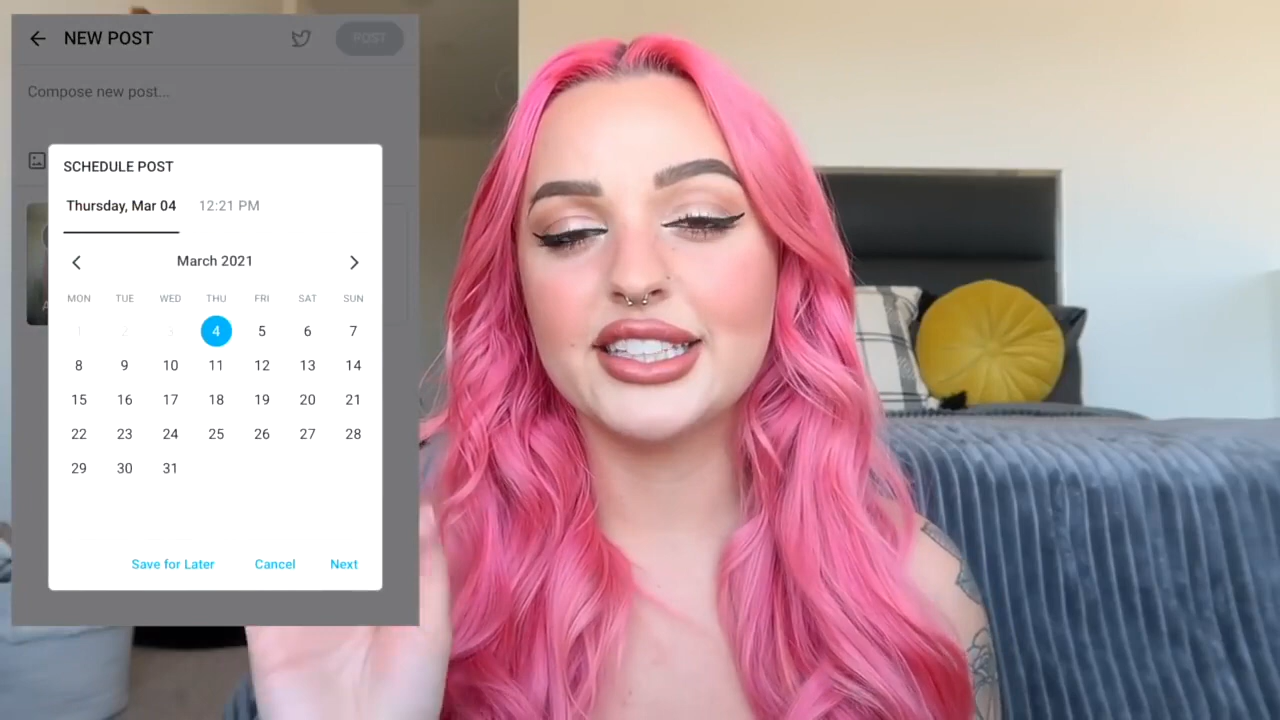 NEW POST
POST
Compose new post...
SCHEDULE POST
Thursday, Mar 04 12:21 PM
March 2021
MON TUE WED THU FRI SAT SUN
1 2 3 4 5 6 7
8 9 10 11 12 13 14
15 16 17 18 19 20 21
22 23 24 25 26 27 28
29 30 31
Save for Later Cancel Next